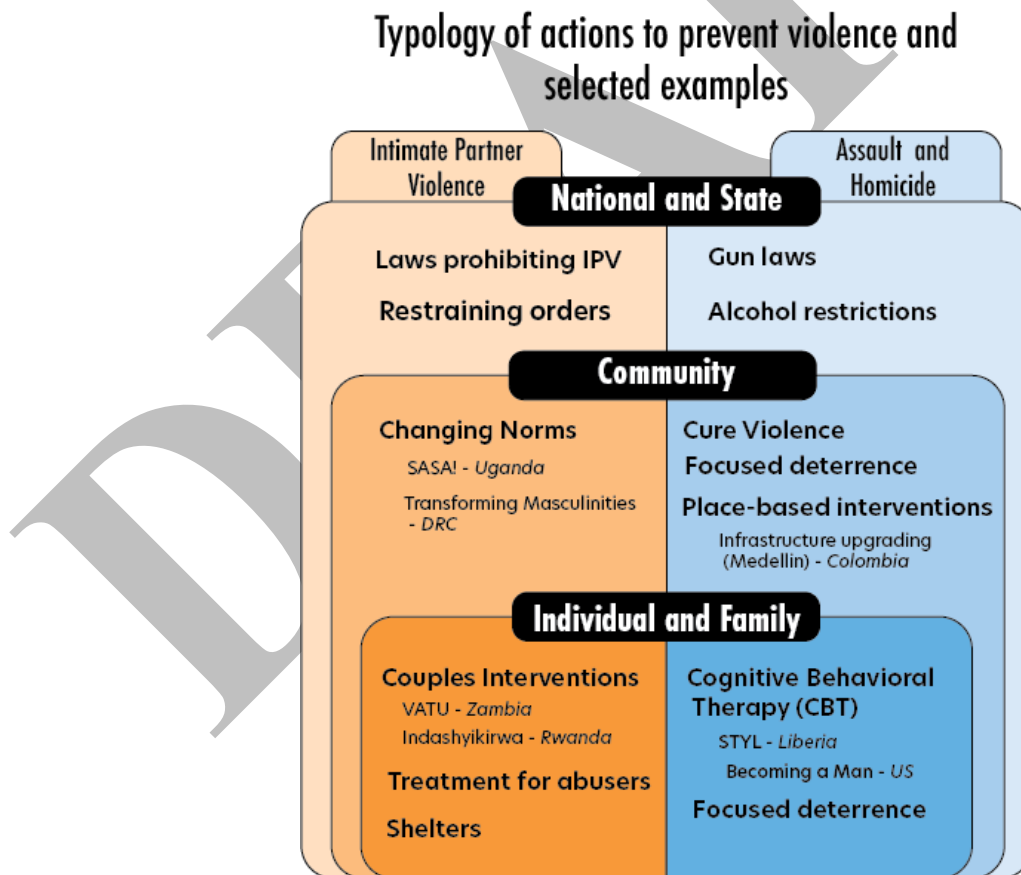 Typology of actions to prevent violence and
selected examples
Intimate Partner
Violence
Assault and
Homicide
National and State
Laws prohibiting IPV
Restraining orders
Gun laws
Alcohol restrictions
Community
Changing Norms
SASA! - Uganda
Transforming Masculinities
- DRC
Cure Violence
Focused deterrence
Place-based interventions
Infrastructure upgrading
(Medellin) - Colombia
Individual and Family
Couples Interventions
VATU - Zambia
Indashyikirwa - Rwanda
Treatment for abusers
Shelters
Cognitive Behavioral
Therapy (CBT)
STYL - Liberia
Becoming a Man - US
Focused deterrence